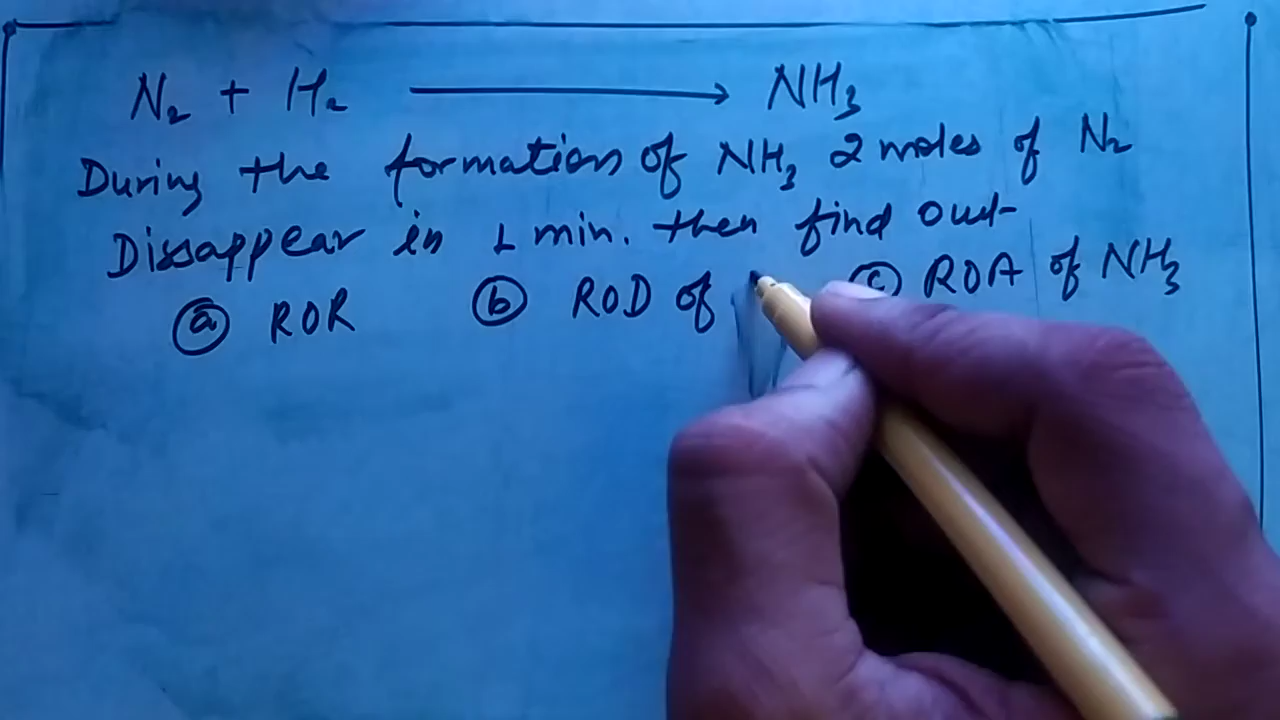 N₂ + H₂ → NH₃
During the formation of NH₃ 2 moles of N₂
Dissappear in 1 min. then find out
ⓐ ROR ⓑ ROD of ⓒ ROA of NH₃